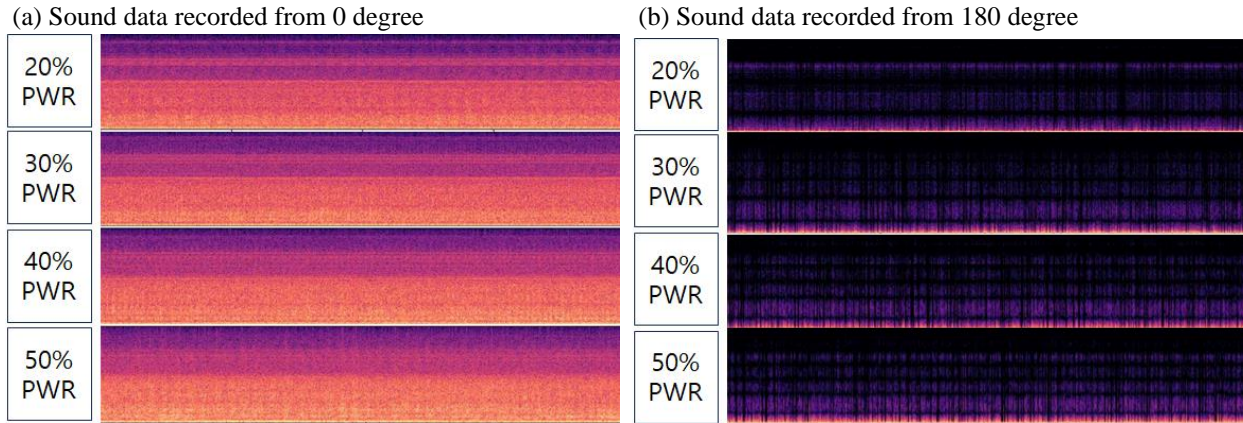 (a) Sound data recorded from 0 degree
20%
PWR
30%
PWR
40%
PWR
50%
PWR
(b) Sound data recorded from 180 degree
20%
PWR
30%
PWR
40%
PWR
50%
PWR